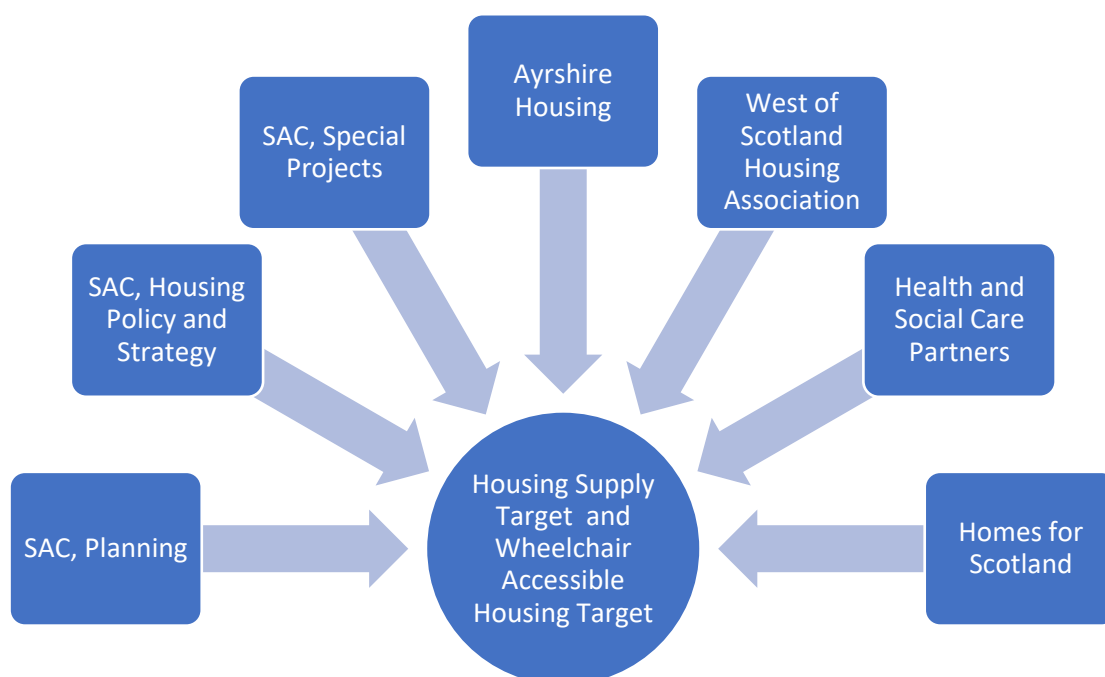 Ayrshire
Housing
West of
Scotland
Housing
Association
SAC, Special
Projects
SAC, Housing
Policy and
Strategy
Health and
Social Care
Partners
SAC, Planning
Housing Supply
Target and
Wheelchair
Accessible
Housing Target
Homes for
Scotland